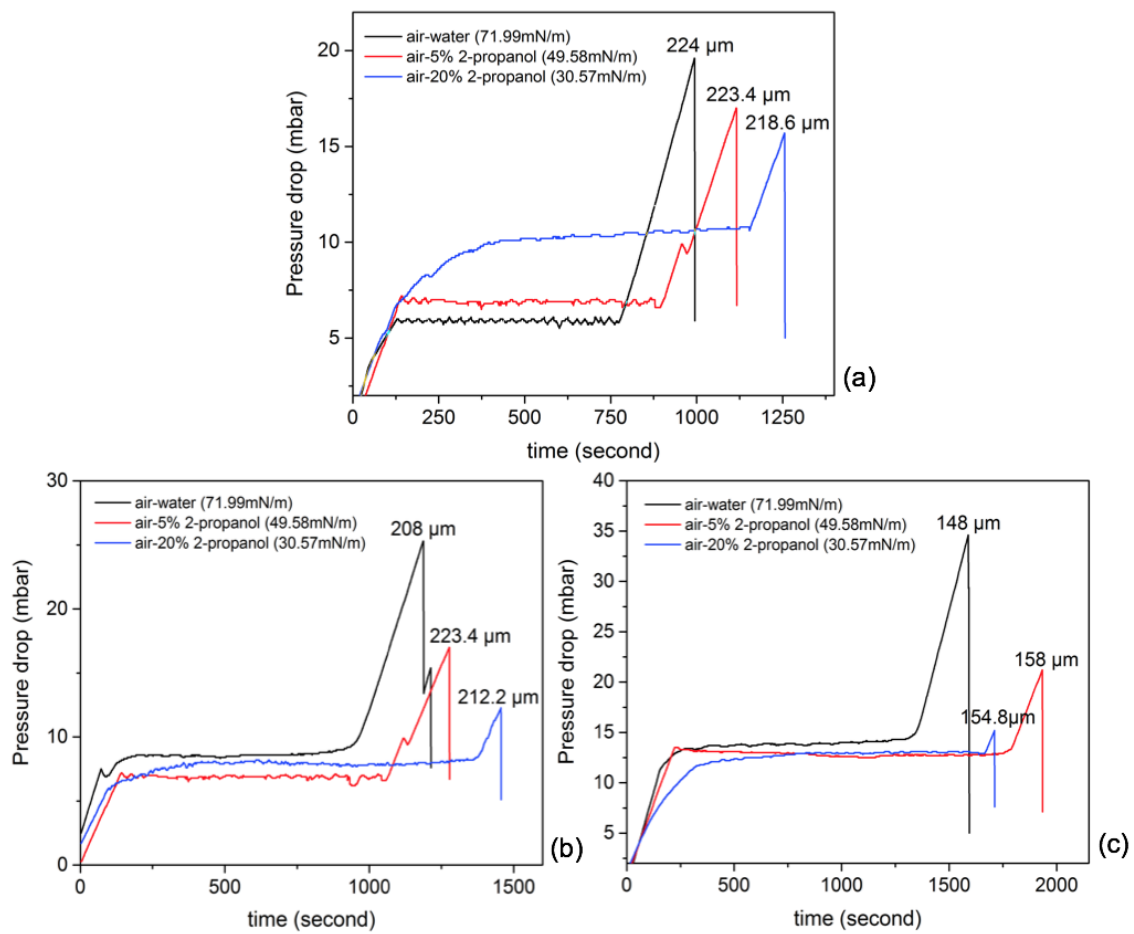 air-water (71.99mN/m)
air-5% 2-propanol (49.58mN/m)
air-20% 2-propanol (30.57mN/m)
224 µm
223.4 µm
218.6 µm
20
15
10
5
Pressure drop (mbar)
0 250 500 750 1000 1250
time (second)
(a)
air-water (71.99mN/m)
air-5% 2-propanol (49.58mN/m)
air-20% 2-propanol (30.57mN/m)
208 µm
223.4 µm
212.2 µm
30
20
10
0
Pressure drop (mbar)
0 500 1000 1500
time (second)
(b)
air-water (71.99mN/m)
air-5% 2-propanol (49.58mN/m)
air-20% 2-propanol (30.57mN/m)
148 µm
158 µm
154.8µm
40
35
30
25
20
15
10
5
Pressure drop (mbar)
0 500 1000 1500 2000
time (second)
(c)